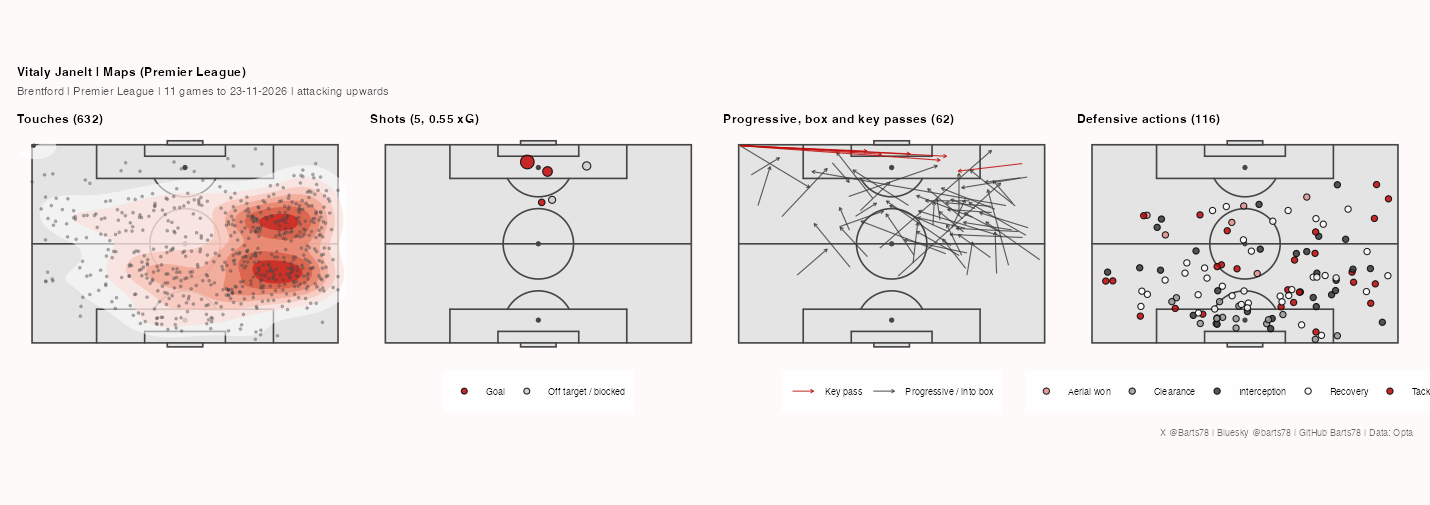 Vitaly Janelt | Maps (Premier League)
Brentford | Premier League | 11 games to 23-11-2026 | attacking upwards
Touches (632)
Shots (5, 0.55 xG)
Progressive, box and key passes (62)
Defensive actions (116)
Goal
Off target / blocked
Key pass
Progressive / into box
Aerial won
Clearance
Interception
Recovery
Tack
X @Barts78 | Bluesky @barts78 | GitHub Barts78 | Data: Opta